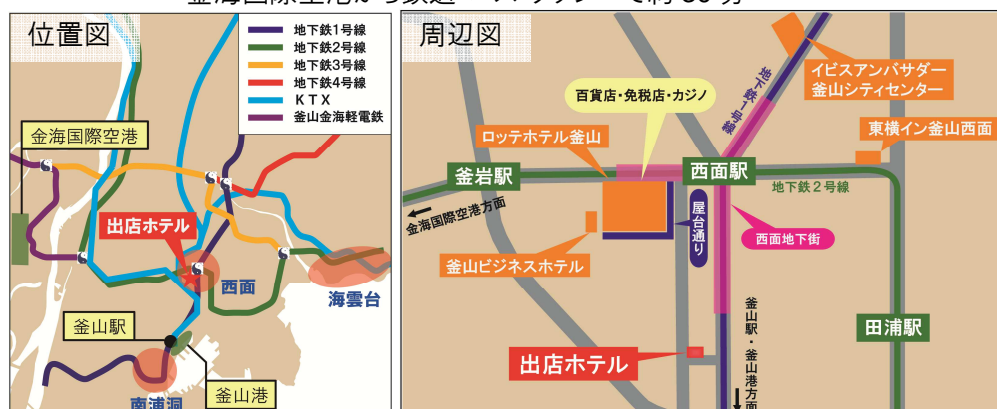 位置図
地下鉄1号線
地下鉄2号線
地下鉄3号線
地下鉄4号線
KTX
釜山金海軽電鉄
金海国際空港
出店ホテル
西面
海雲台
釜山駅
釜山港
南浦洞
周辺図
イビスアンバサダー
釜山シティセンター
地下鉄1号線
百貨店・免税店・カジノ
東横イン釜山西面
ロッテホテル釜山
釜岩駅
西面駅
地下鉄2号線
金海国際空港方面
屋台通り
西面地下街
釜山ビジネスホテル
釜山駅・釜山港方面
田浦駅
出店ホテル